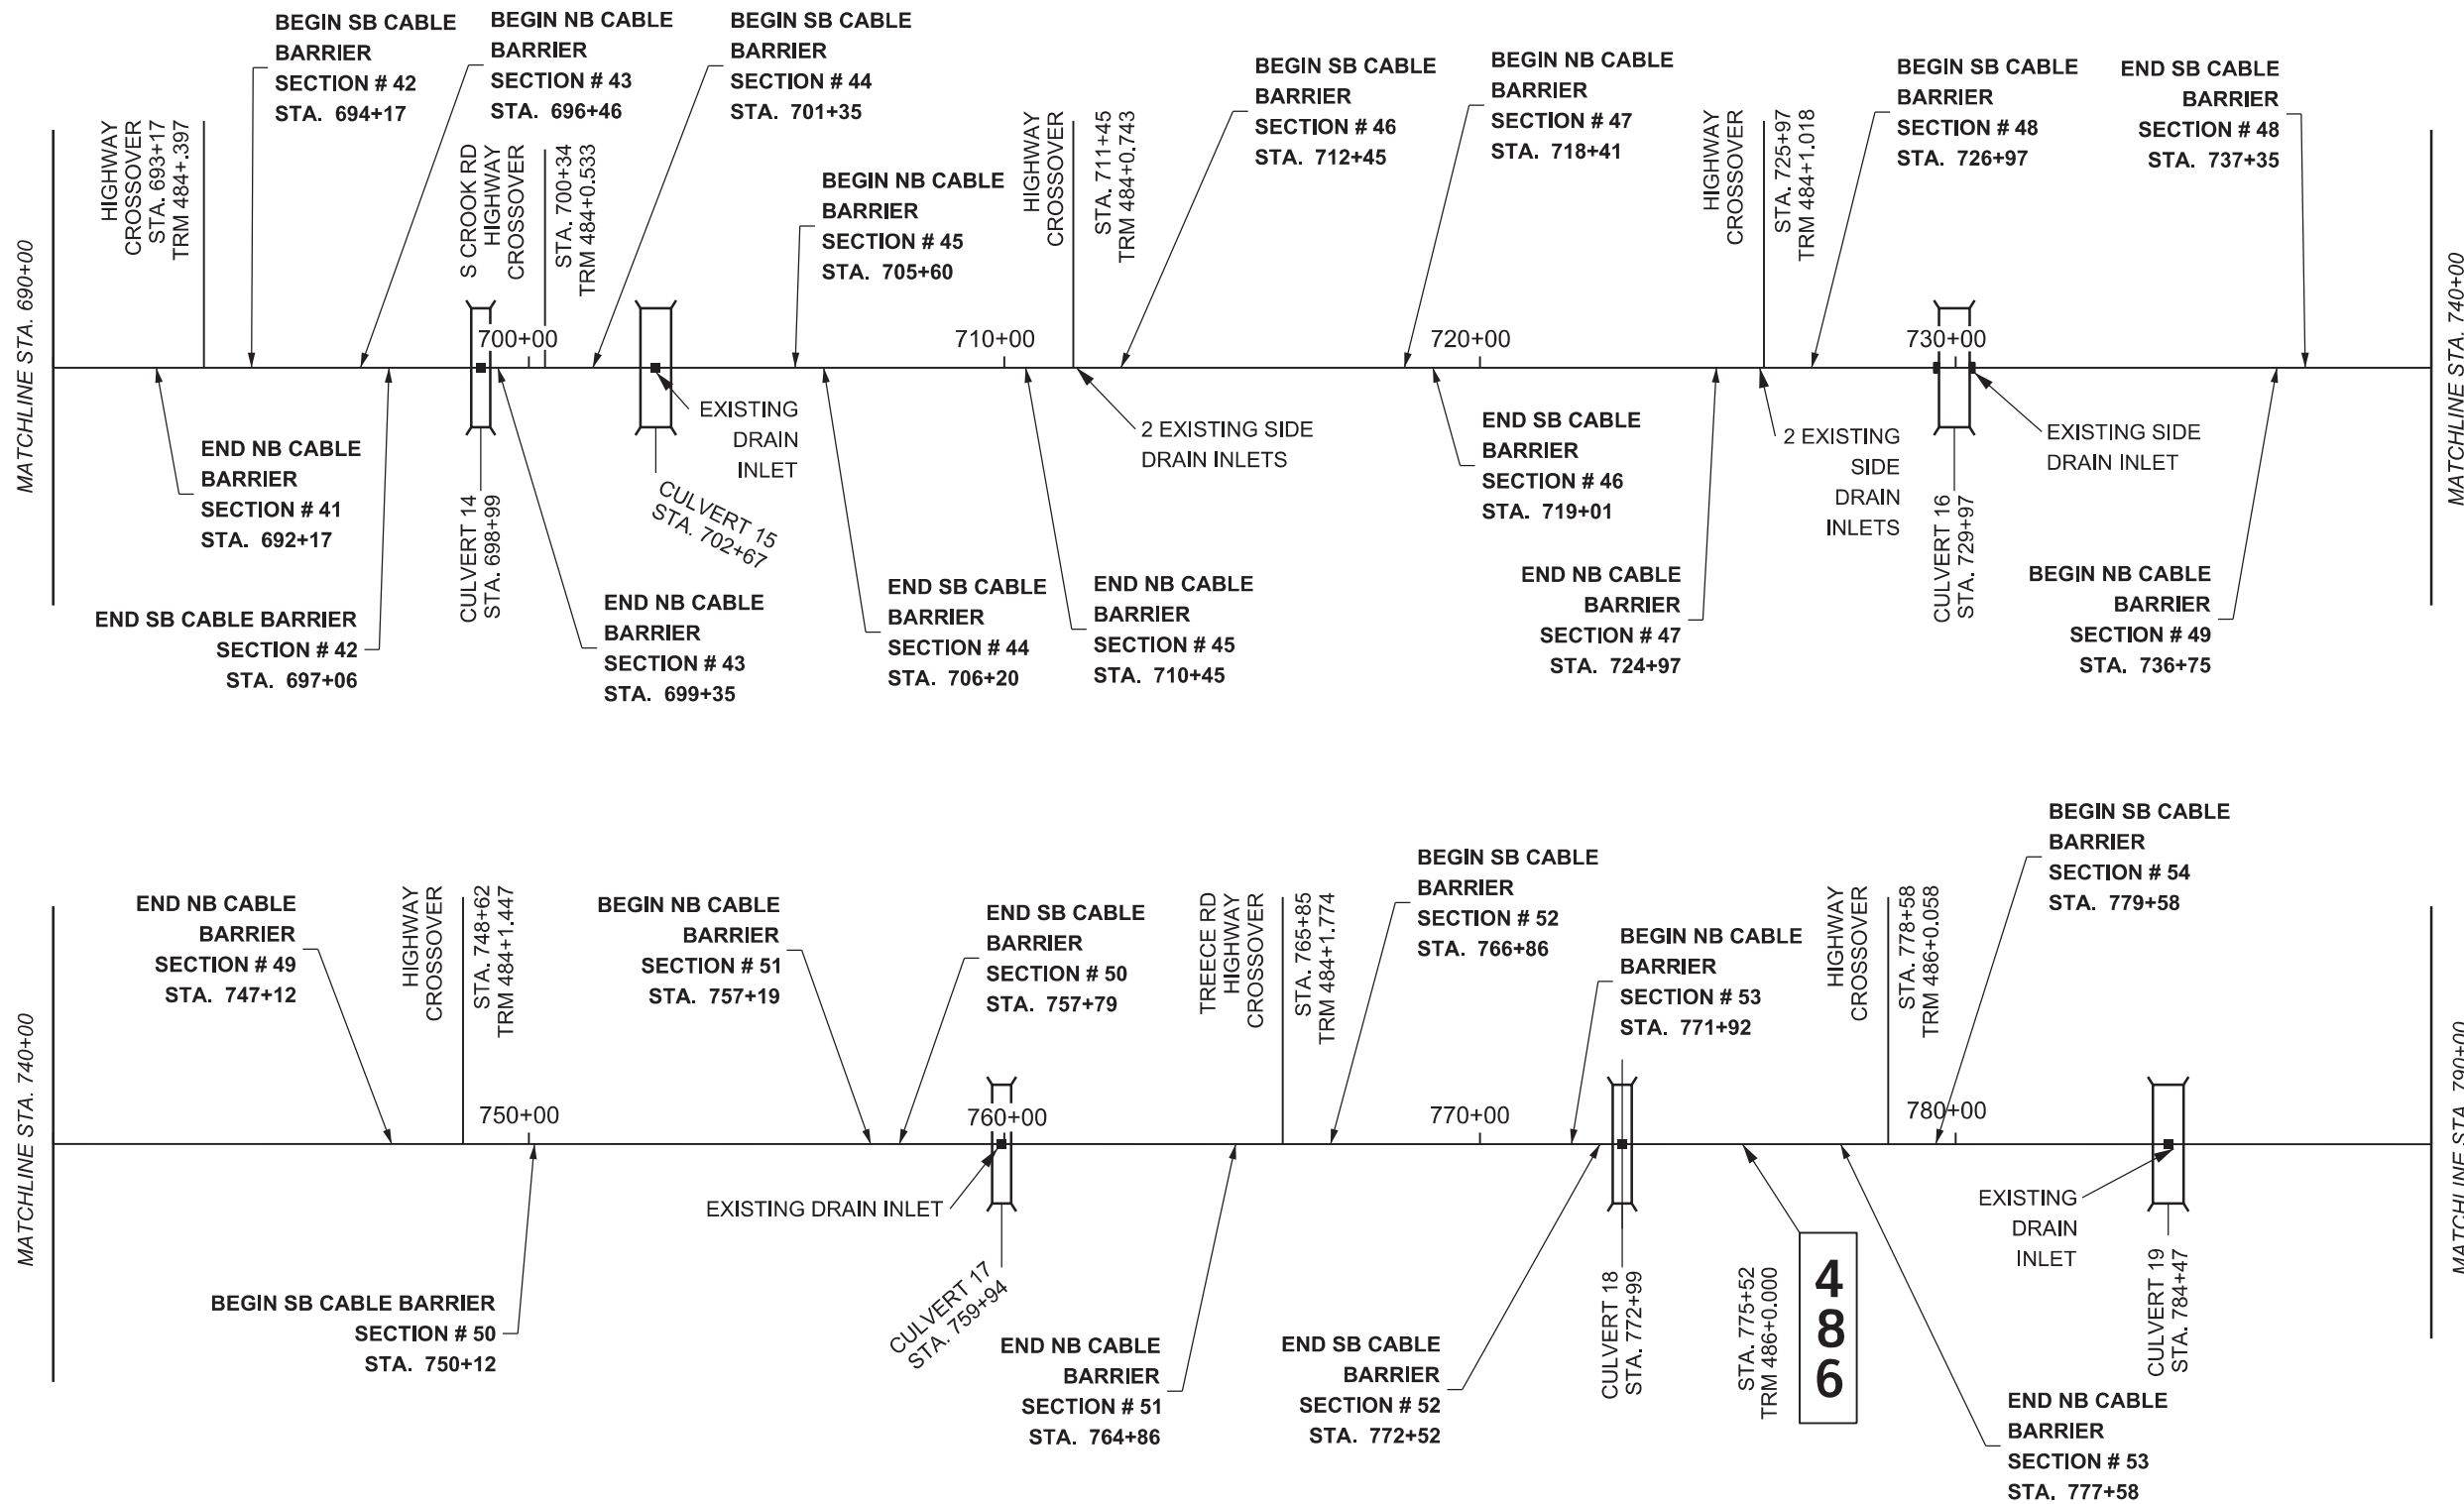 BEGIN SB CABLE
BARRIER
SECTION # 42
STA. 694+17
BEGIN NB CABLE
BARRIER
SECTION # 43
STA. 696+46
BEGIN SB CABLE
BARRIER
SECTION # 44
STA. 701+35
BEGIN SB CABLE
BARRIER
SECTION # 46
STA. 712+45
BEGIN NB CABLE
BARRIER
SECTION # 47
STA. 718+41
BEGIN SB CABLE
BARRIER
SECTION # 48
STA. 726+97
END SB CABLE
BARRIER
SECTION # 48
STA. 737+35
HIGHWAY
CROSSOVER
STA. 693+17
TRM 484+.397
S CROOK RD
HIGHWAY
CROSSOVER
STA. 700+34
TRM 484+0.533
BEGIN NB CABLE
BARRIER
SECTION # 45
STA. 705+60
HIGHWAY
CROSSOVER
STA. 711+45
TRM 484+0.743
HIGHWAY
CROSSOVER
STA. 725+97
TRM 484+1.018
MATCHLINE STA. 690+00
700+00
710+00
720+00
730+00
MATCHLINE STA. 740+00
END NB CABLE
BARRIER
SECTION # 41
STA. 692+17
EXISTING
DRAIN
INLET
2 EXISTING SIDE
DRAIN INLETS
END SB CABLE
BARRIER
SECTION # 46
STA. 719+01
2 EXISTING
SIDE
DRAIN
INLETS
EXISTING SIDE
DRAIN INLET
CULVERT 14
STA. 698+99
CULVERT 15
STA. 702+67
CULVERT 16
STA. 729+97
END SB CABLE BARRIER
SECTION # 42
STA. 697+06
END NB CABLE
BARRIER
SECTION # 43
STA. 699+35
END SB CABLE
BARRIER
SECTION # 44
STA. 706+20
END NB CABLE
BARRIER
SECTION # 45
STA. 710+45
END NB CABLE
BARRIER
SECTION # 47
STA. 724+97
BEGIN NB CABLE
BARRIER
SECTION # 49
STA. 736+75
END NB CABLE
BARRIER
SECTION # 49
STA. 747+12
HIGHWAY
CROSSOVER
STA. 748+62
TRM 484+1.447
BEGIN NB CABLE
BARRIER
SECTION # 51
STA. 757+19
END SB CABLE
BARRIER
SECTION # 50
STA. 757+79
TREECE RD
HIGHWAY
CROSSOVER
STA. 765+85
TRM 484+1.774
BEGIN SB CABLE
BARRIER
SECTION # 52
STA. 766+86
BEGIN NB CABLE
BARRIER
SECTION # 53
STA. 771+92
HIGHWAY
CROSSOVER
STA. 778+58
TRM 486+0.058
BEGIN SB CABLE
BARRIER
SECTION # 54
STA. 779+58
MATCHLINE STA. 740+00
750+00
760+00
770+00
780+00
MATCHLINE STA. 790+00
EXISTING DRAIN INLET
EXISTING
DRAIN
INLET
BEGIN SB CABLE BARRIER
SECTION # 50
STA. 750+12
CULVERT 17
STA. 759+94
END NB CABLE
BARRIER
SECTION # 51
STA. 764+86
END SB CABLE
BARRIER
SECTION # 52
STA. 772+52
CULVERT 18
STA. 772+99
STA. 775+52
TRM 486+0.000
4
8
6
CULVERT 19
STA. 784+47
END NB CABLE
BARRIER
SECTION # 53
STA, 777+58